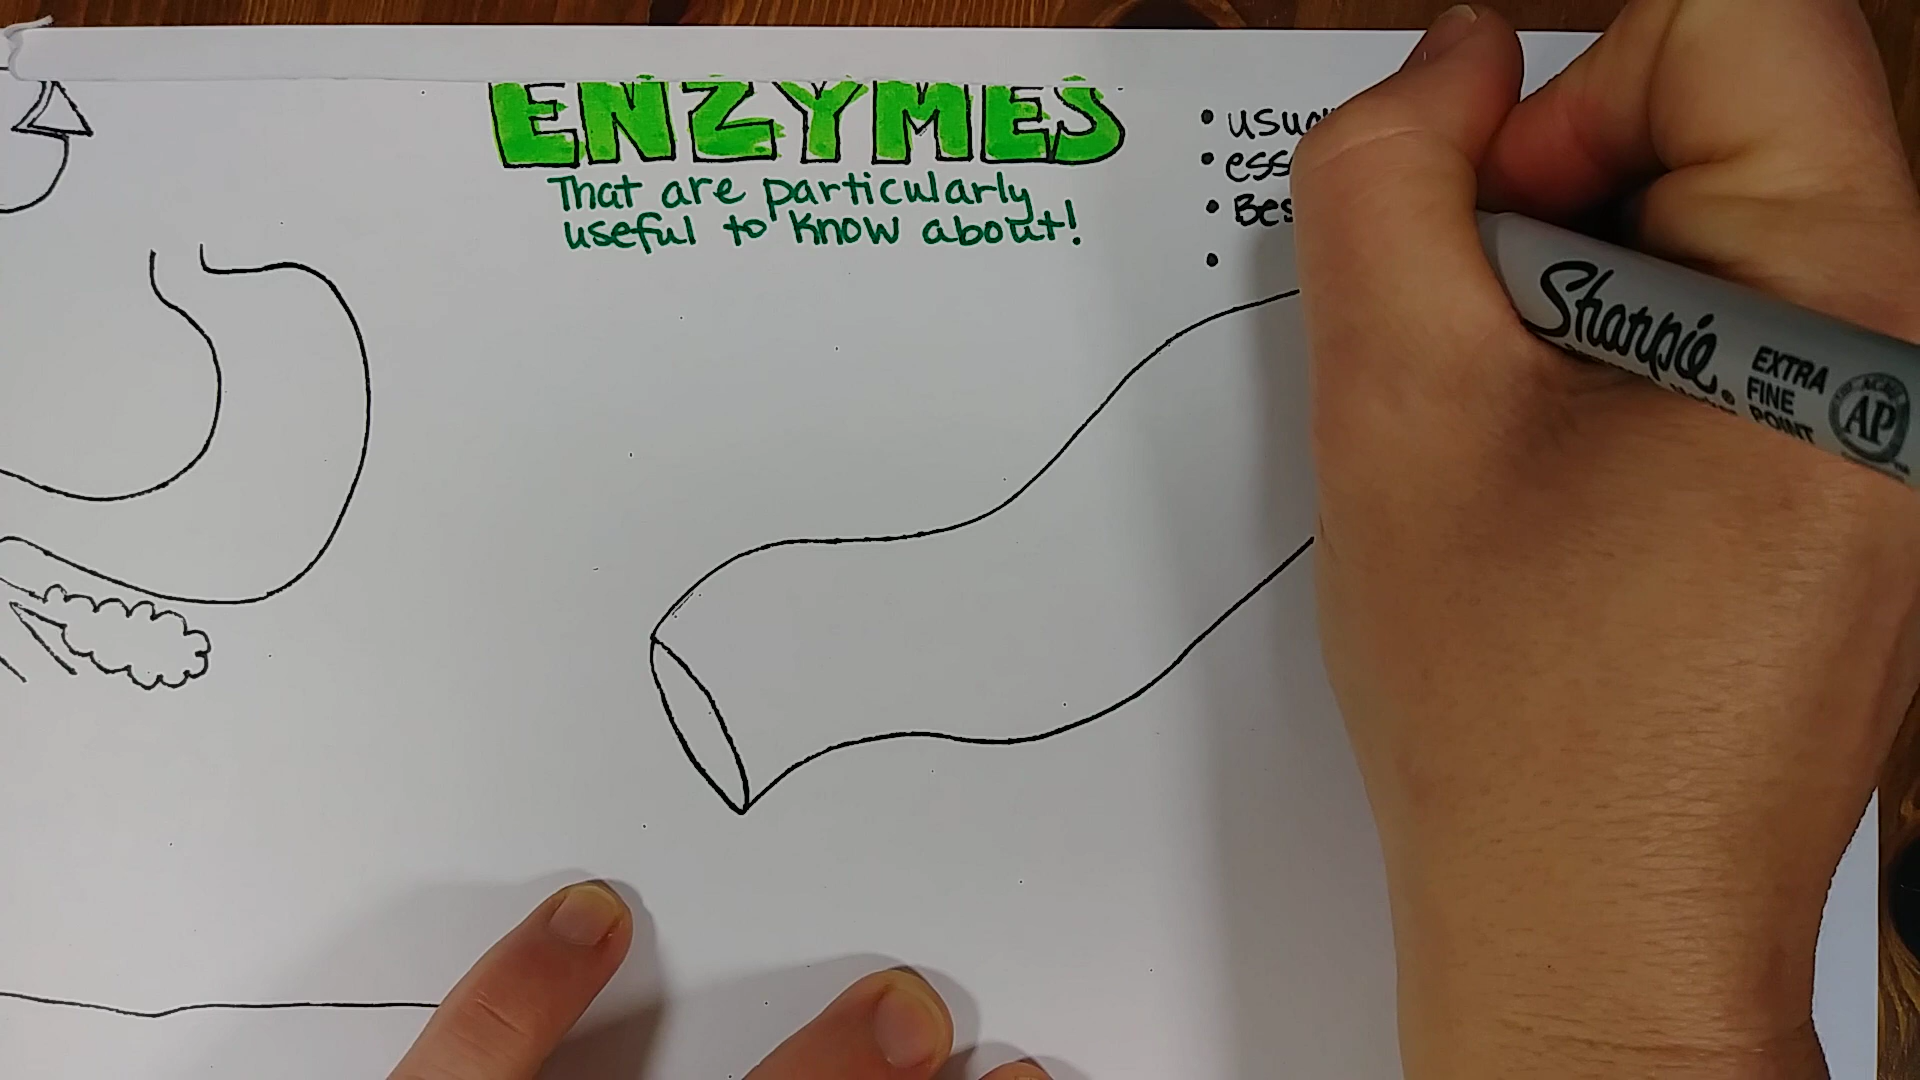 ENZYMES
That are particularly
useful to know about!
•
•
•
•
Sharpie®
EXTRA
FINE
POINT
AP